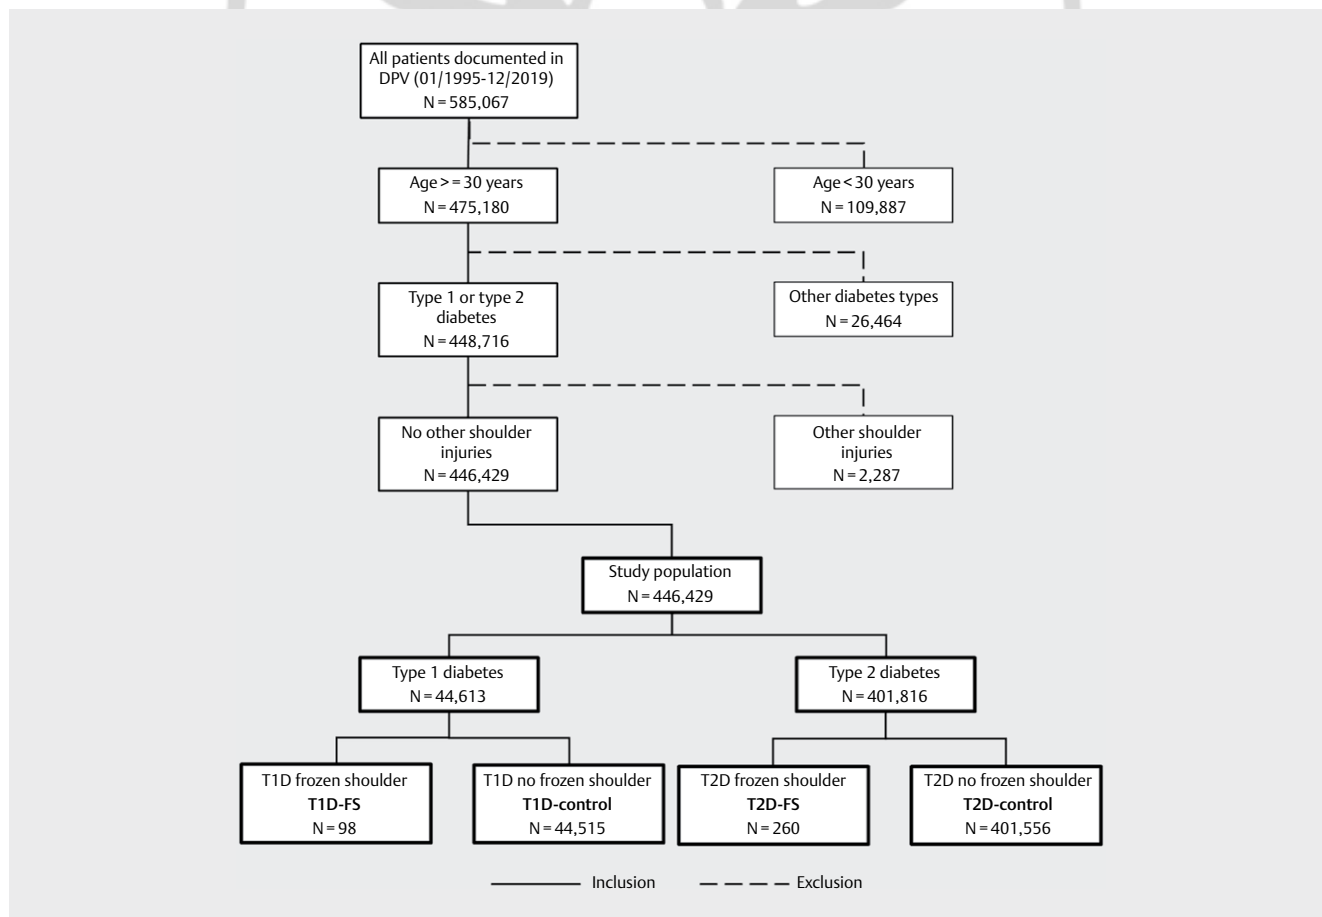 All patients documented in
DPV (01/1995-12/2019)
N = 585,067
Age > = 30 years
N = 475,180
Age < 30 years
N = 109,887
Type 1 or type 2
diabetes
N = 448,716
Other diabetes types
N = 26,464
No other shoulder
injuries
N = 446,429
Other shoulder
injuries
N = 2,287
Study population
N = 446,429
Type 1 diabetes
N = 44,613
Type 2 diabetes
N = 401,816
T1D frozen shoulder
T1D-FS
N = 98
T1D no frozen shoulder
T1D-control
N = 44,515
T2D frozen shoulder
T2D-FS
N = 260
T2D no frozen shoulder
T2D-control
N = 401,556
Inclusion
Exclusion